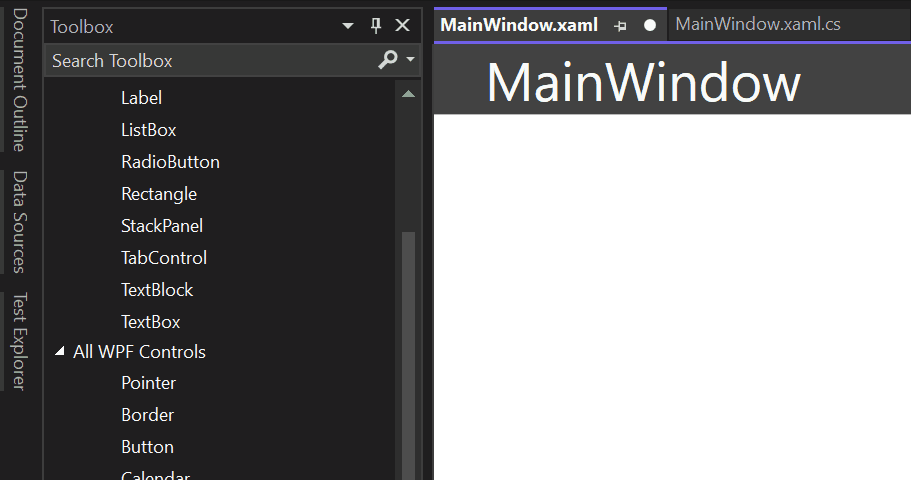 Document Outline
Data Sources
Test Explorer
Toolbox
Search Toolbox
Label
ListBox
RadioButton
Rectangle
StackPanel
TabControl
TextBlock
TextBox
All WPF Controls
Pointer
Border
Button
Calendar
MainWindow.xaml
MainWindow.xaml.cs
MainWindow